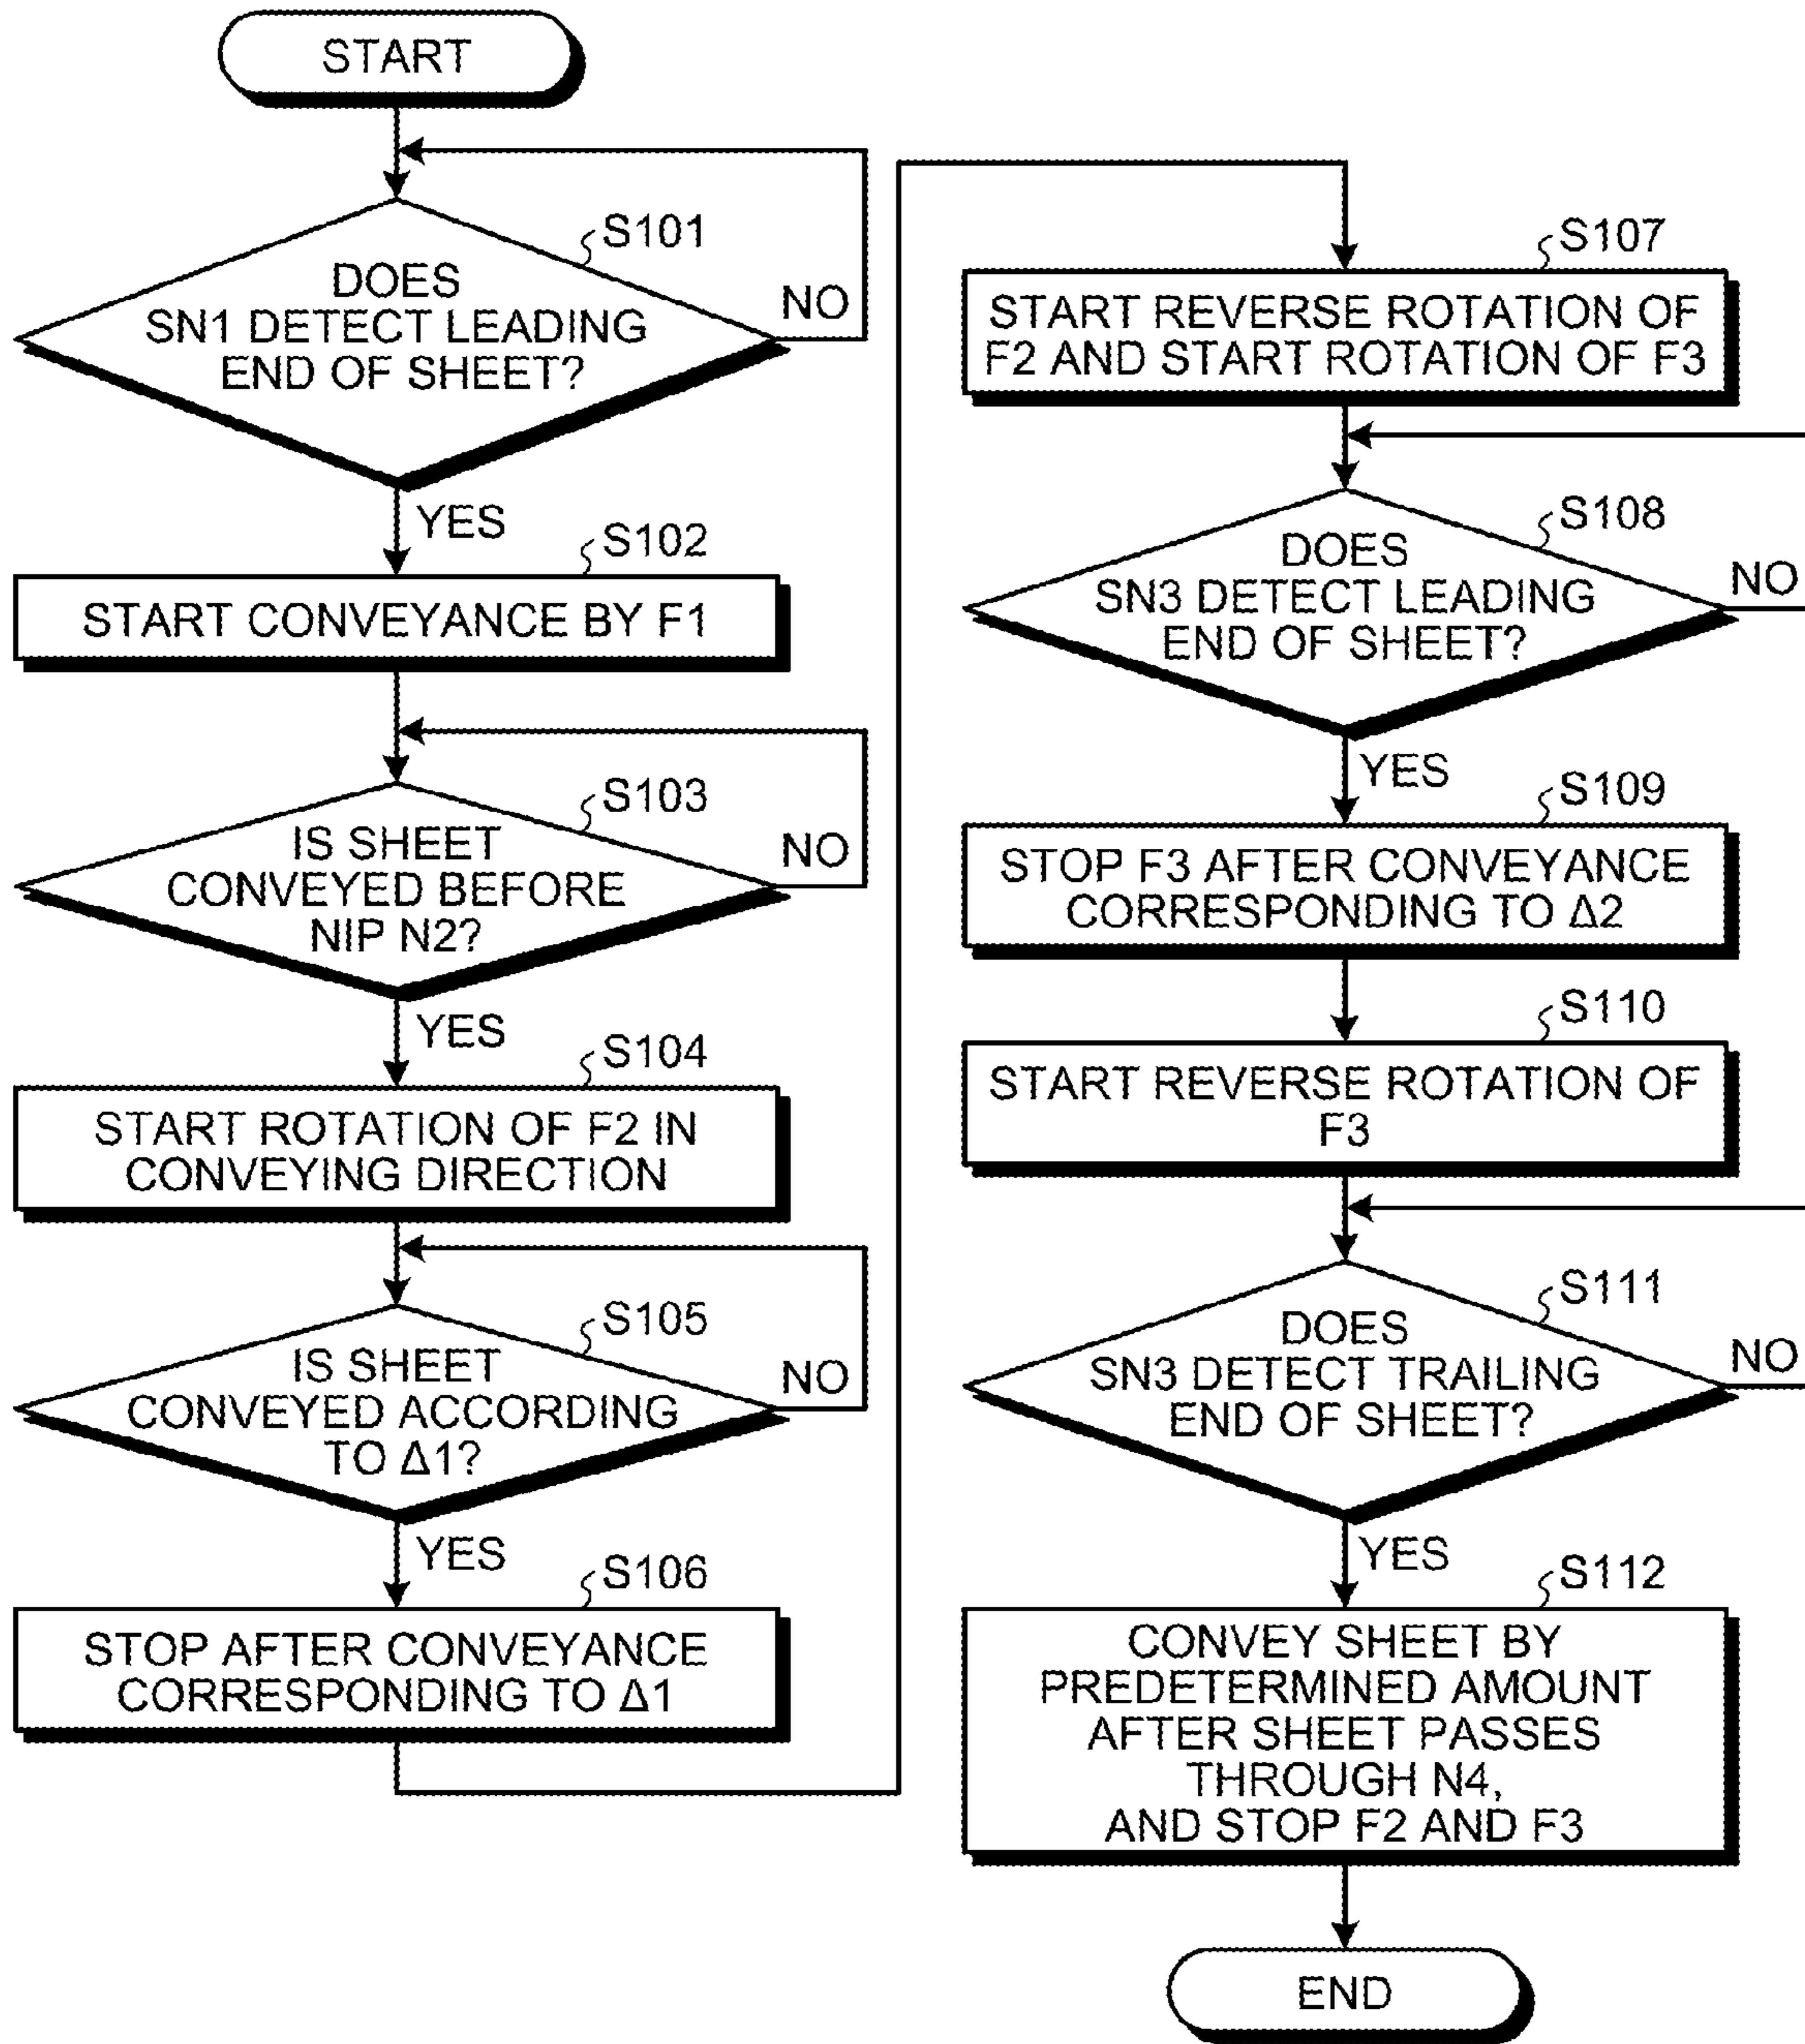 START
S101
DOES
SN1 DETECT LEADING
END OF SHEET?
NO
YES
S102
START CONVEYANCE BY F1
S103
IS SHEET
CONVEYED BEFORE
NIP N2?
NO
YES
S104
START ROTATION OF F2 IN
CONVEYING DIRECTION
S105
IS SHEET
CONVEYED ACCORDING
TO Δ1?
NO
YES
S106
STOP AFTER CONVEYANCE
CORRESPONDING TO Δ1
S107
START REVERSE ROTATION OF
F2 AND START ROTATION OF F3
S108
DOES
SN3 DETECT LEADING
END OF SHEET?
NO
YES
S109
STOP F3 AFTER CONVEYANCE
CORRESPONDING TO Δ2
S110
START REVERSE ROTATION OF
F3
S111
DOES
SN3 DETECT TRAILING
END OF SHEET?
NO
YES
S112
CONVEY SHEET BY
PREDETERMINED AMOUNT
AFTER SHEET PASSES
THROUGH N4,
AND STOP F2 AND F3
END